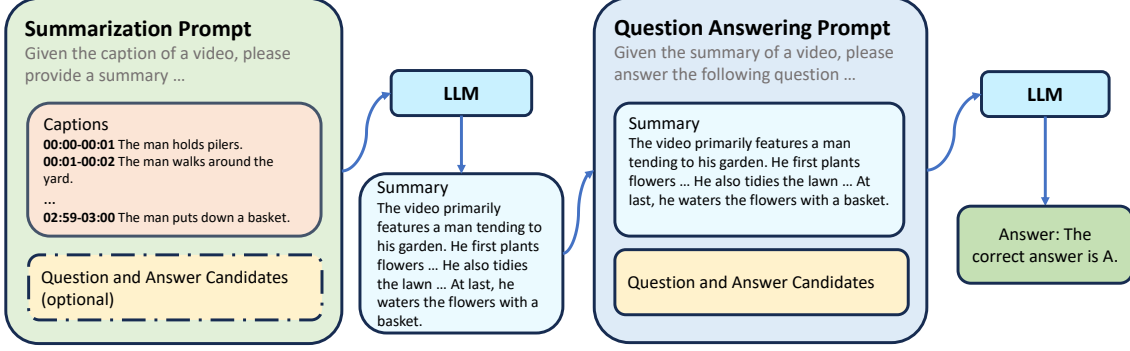 Summarization Prompt
Given the caption of a video, please
provide a summary ...
Captions
00:00-00:01 The man holds pilers.
00:01-00:02 The man walks around the
yard.
...
02:59-03:00 The man puts down a basket.
Question and Answer Candidates
(optional)
LLM
Summary
The video primarily
features a man tending to
his garden. He first plants
flowers ... He also tidies
the lawn ... At last, he
waters the flowers with a
basket.
Question Answering Prompt
Given the summary of a video, please
answer the following question ...
Summary
The video primarily features a man
tending to his garden. He first plants
flowers ... He also tidies the lawn ... At
last, he waters the flowers with a basket.
Question and Answer Candidates
LLM
Answer: The
correct answer is A.